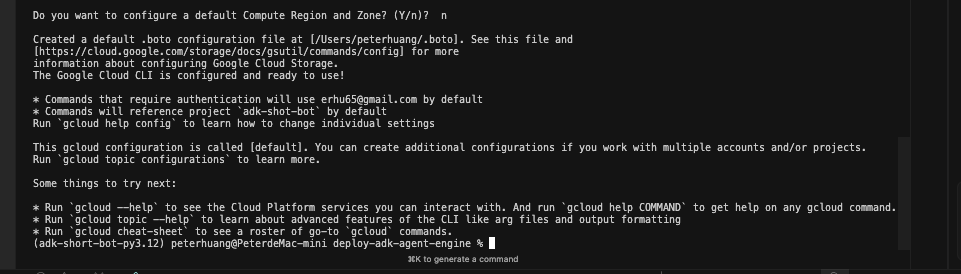 Do you want to configure a default Compute Region and Zone? (Y/n)?  n
Created a default .boto configuration file at [/Users/peterhuang/.boto]. See this file and
[https://cloud.google.com/storage/docs/gsutil/commands/config] for more
information about configuring Google Cloud Storage.
The Google Cloud CLI is configured and ready to use!
* Commands that require authentication will use erhu65@gmail.com by default
* Commands will reference project `adk-shot-bot` by default
Run `gcloud help config` to learn how to change individual settings
This gcloud configuration is called [default]. You can create additional configurations if you work with multiple accounts and/or projects.
Run `gcloud topic configurations` to learn more.
Some things to try next:
* Run `gcloud --help` to see the Cloud Platform services you can interact with. And run `gcloud help COMMAND` to get help on any gcloud command.
* Run `gcloud topic --help` to learn about advanced features of the CLI like arg files and output formatting
* Run `gcloud cheat-sheet` to see a roster of go-to `gcloud` commands.
(adk-short-bot-py3.12) peterhuang@PeterdeMac-mini deploy-adk-agent-engine %
⌘K to generate a command